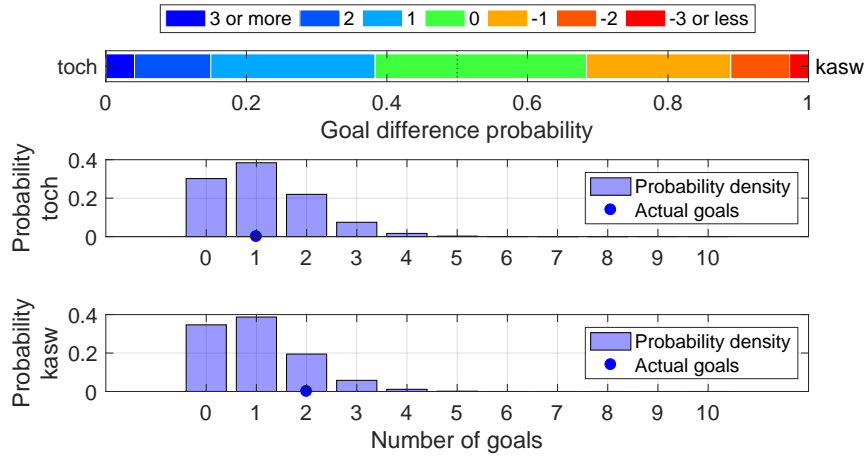 3 or more 2 1 0 -1 -2 -3 or less
toch kasw
0 0.2 0.4 0.6 0.8 1
Goal difference probability
Probability
toch
0.4
0.2
0
Probability density
Actual goals
0 1 2 3 4 5 6 7 8 9 10
Probability
kasw
0.4
0.2
0
Probability density
Actual goals
0 1 2 3 4 5 6 7 8 9 10
Number of goals